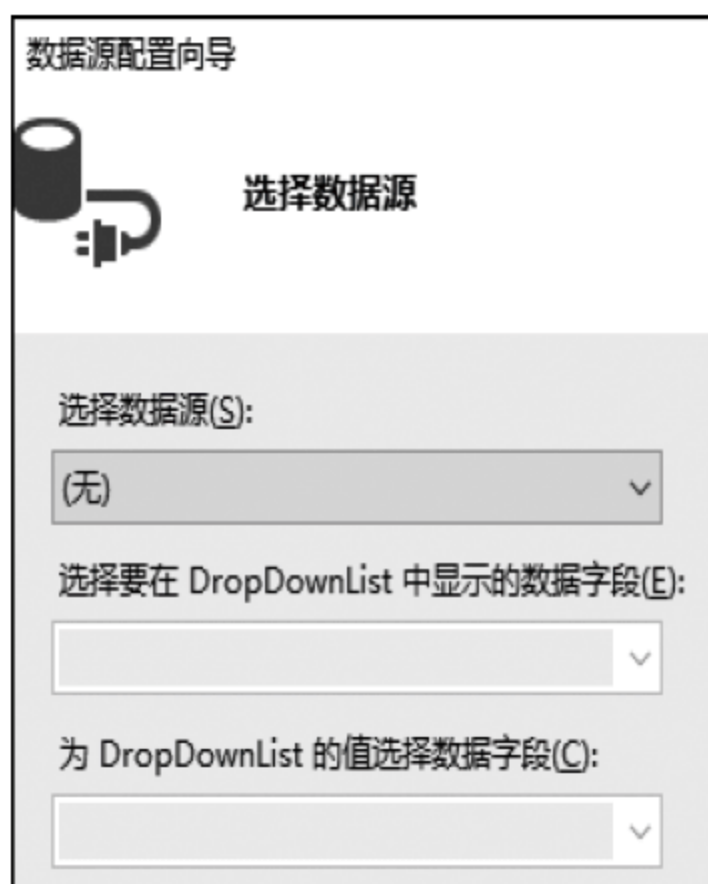 数据源配置向导
选择数据源
选择数据源(S):
(无)
选择要在 DropDownList 中显示的数据字段(E):
为 DropDownList 的值选择数据字段(C):